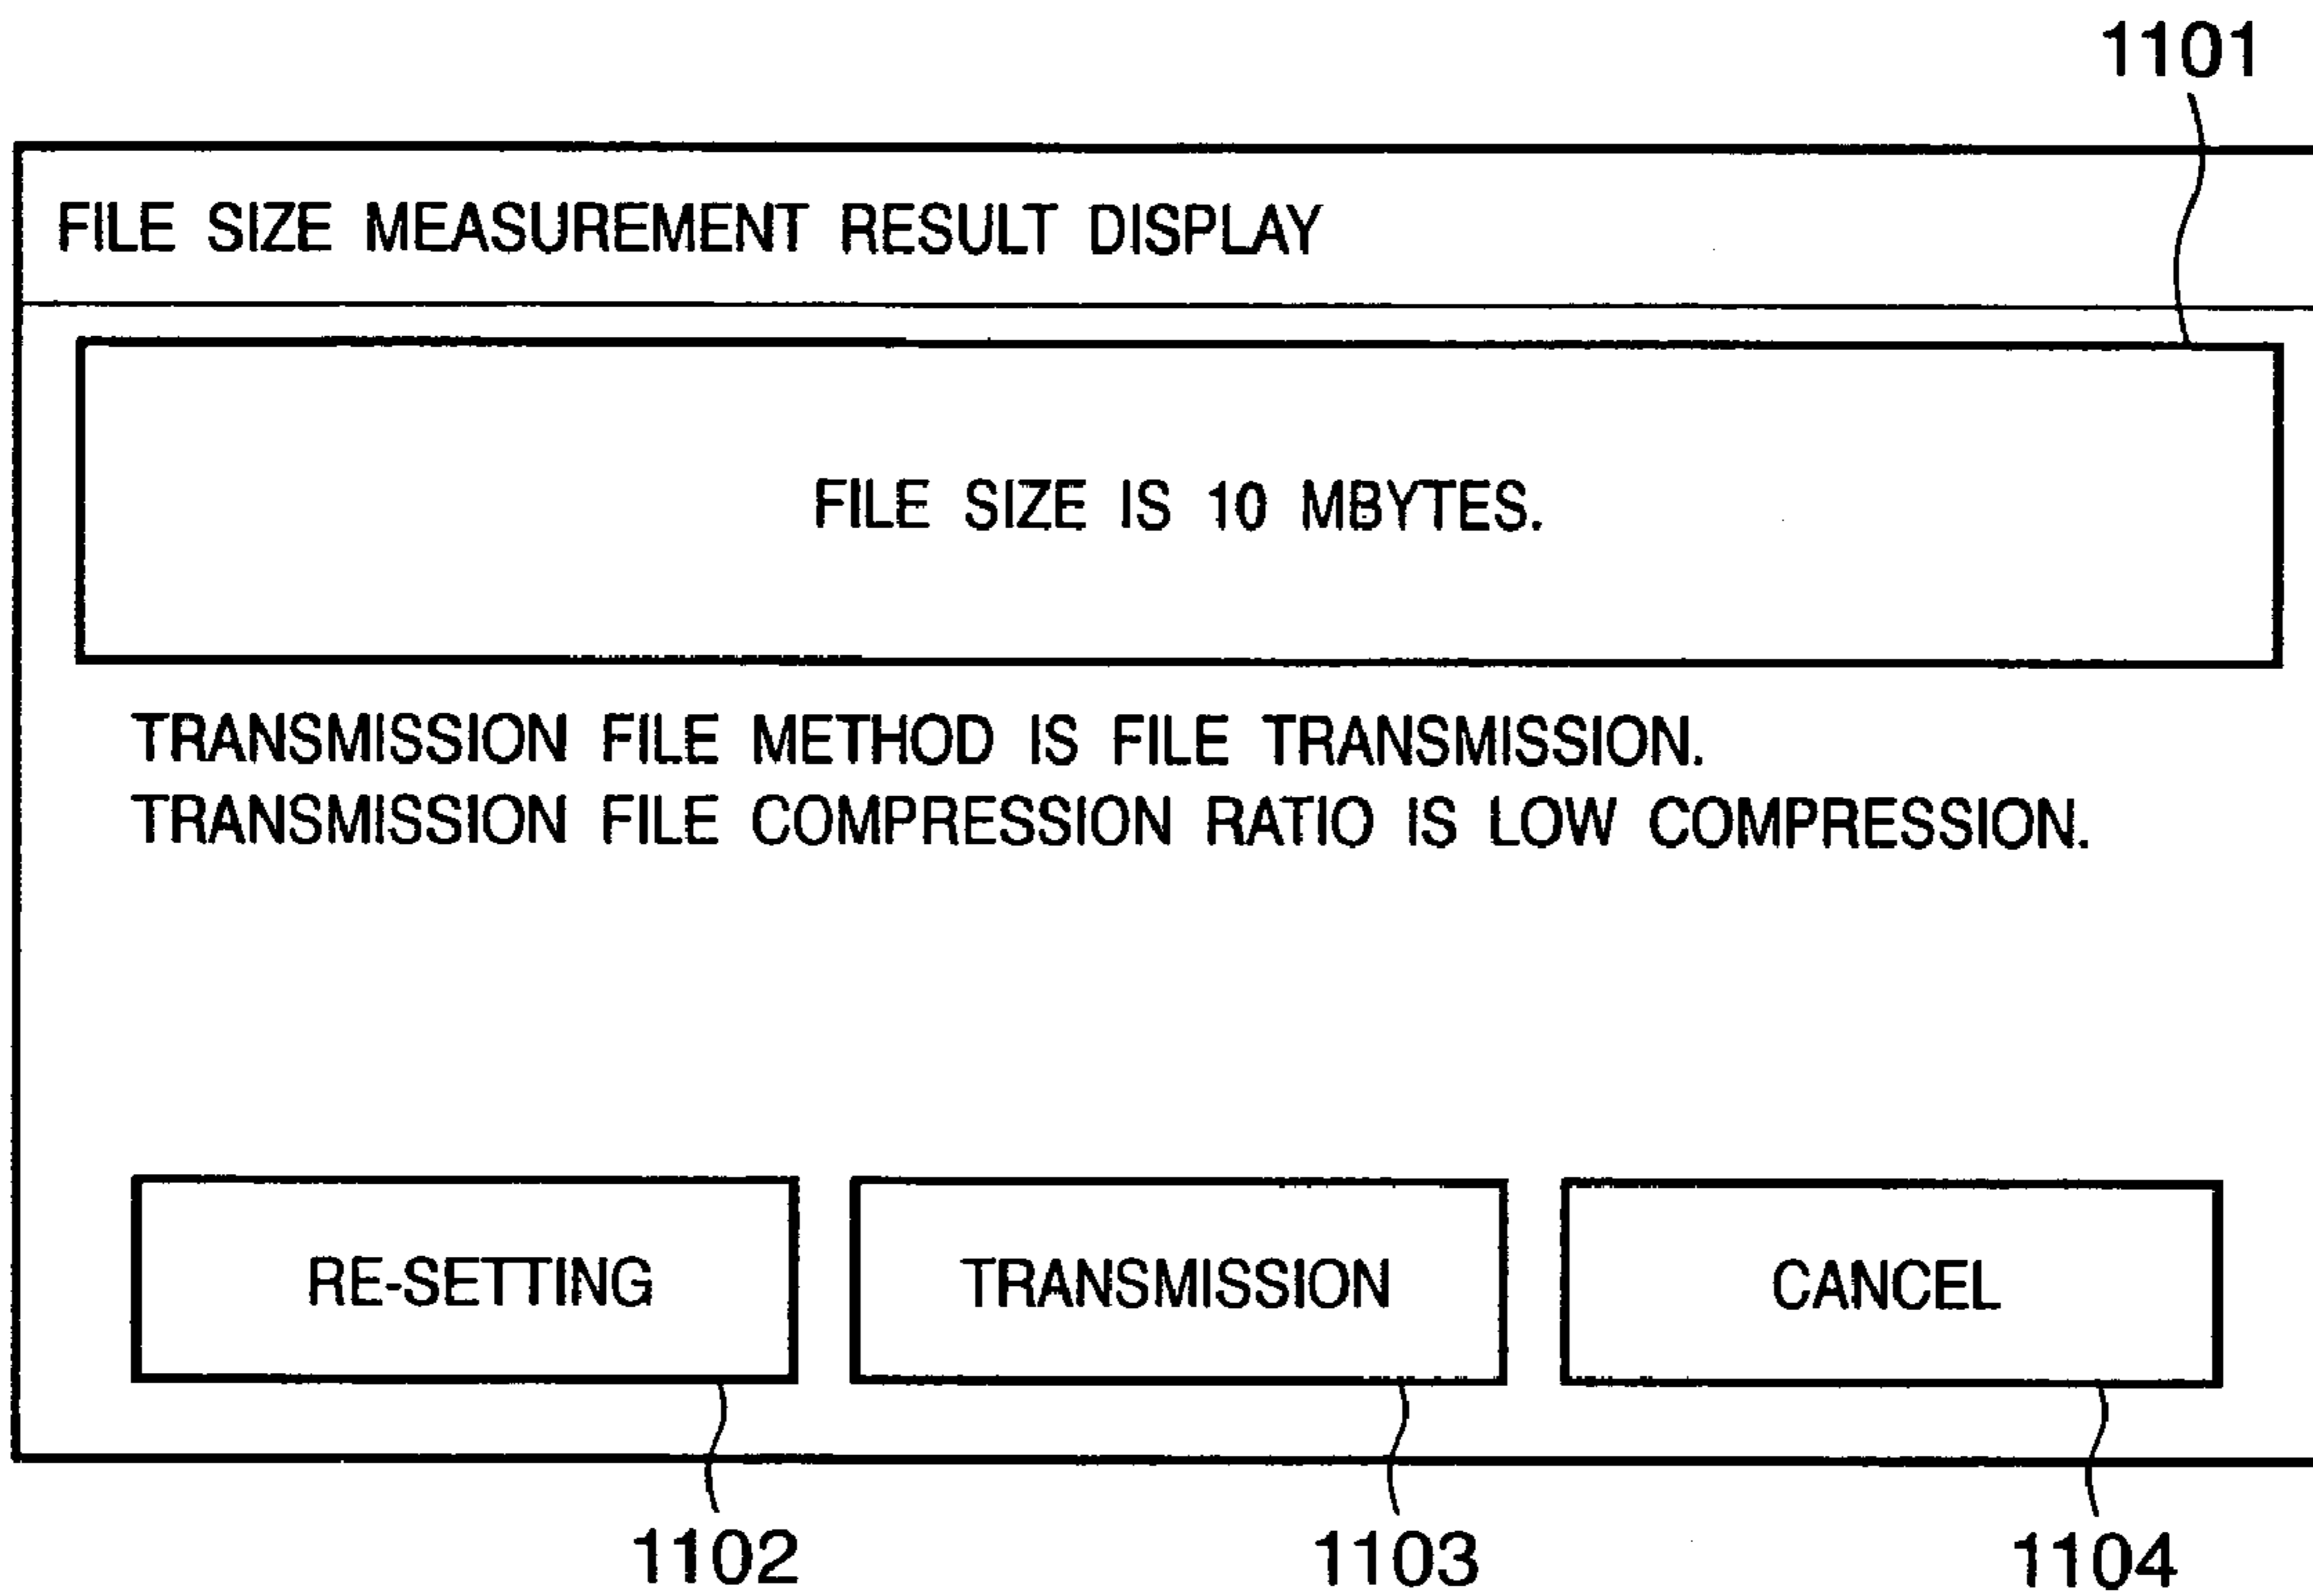 1101
FILE SIZE MEASUREMENT RESULT DISPLAY
FILE SIZE IS 10 MBYTES.
TRANSMISSION FILE METHOD IS FILE TRANSMISSION.
TRANSMISSION FILE COMPRESSION RATIO IS LOW COMPRESSION.
RE-SETTING
TRANSMISSION
CANCEL
1102
1103
1104